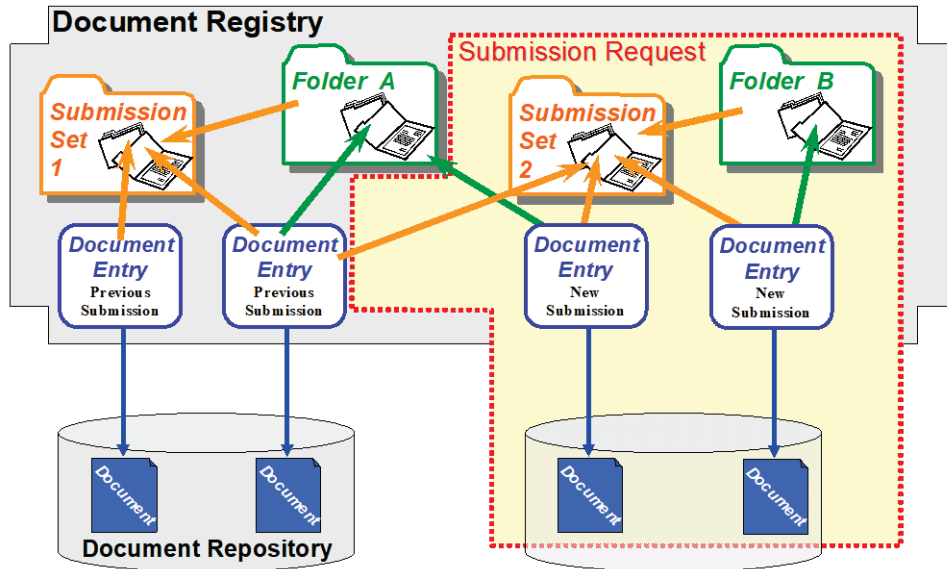 Document Registry
Submission Request
Submission
Set
1
Folder A
Submission
Set
2
Folder B
Document
Entry
Previous
Submission
Document
Entry
Previous
Submission
Document
Entry
New
Submission
Document
Entry
New
Submission
Document
Document
Document
Document
Document Repository